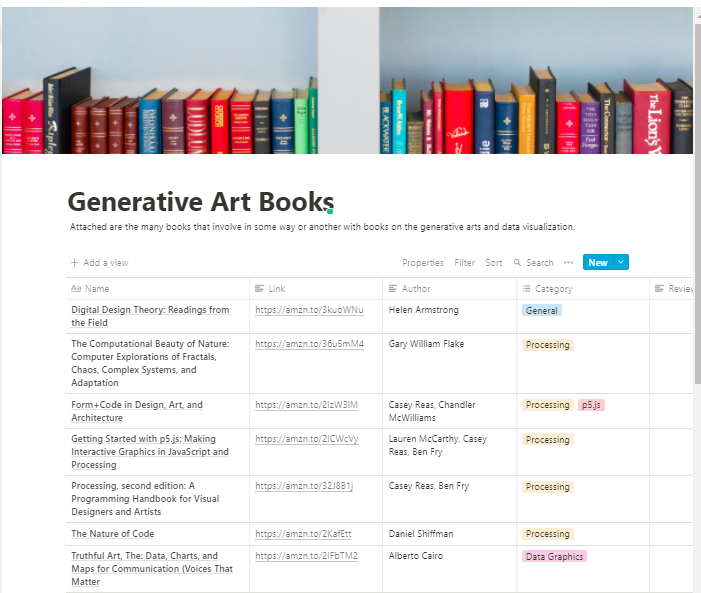 BLACKWATER
The Lion's
Generative Art Books
Attached are the many books that involve in some way or another with books on the generative arts and data visualization.
+ Add a view Properties Filter Sort Search ··· New
Aa Name Link Author Category Review
Digital Design Theory: Readings from https://amzn.to/3kuoWNu Helen Armstrong General
the Field
The Computational Beauty of Nature: https://amzn.to/36u5mM4 Gary William Flake Processing
Computer Explorations of Fractals,
Chaos, Complex Systems, and
Adaptation
Form+Code in Design, Art, and https://amzn.to/2IzW3IM Casey Reas, Chandler Processing p5.js
Architecture McWilliams
Getting Started with p5.js: Making https://amzn.to/2ICWcVy Lauren McCarthy, Casey Processing
Interactive Graphics in JavaScript and Reas, Ben Fry
Processing
Processing, second edition: A https://amzn.to/32J8B1j Casey Reas, Ben Fry Processing
Programming Handbook for Visual
Designers and Artists
The Nature of Code https://amzn.to/2KafEtt Daniel Shiffman Processing
Truthful Art, The: Data, Charts, and https://amzn.to/2IFbTM2 Alberto Cairo Data Graphics
Maps for Communication (Voices That
Matter